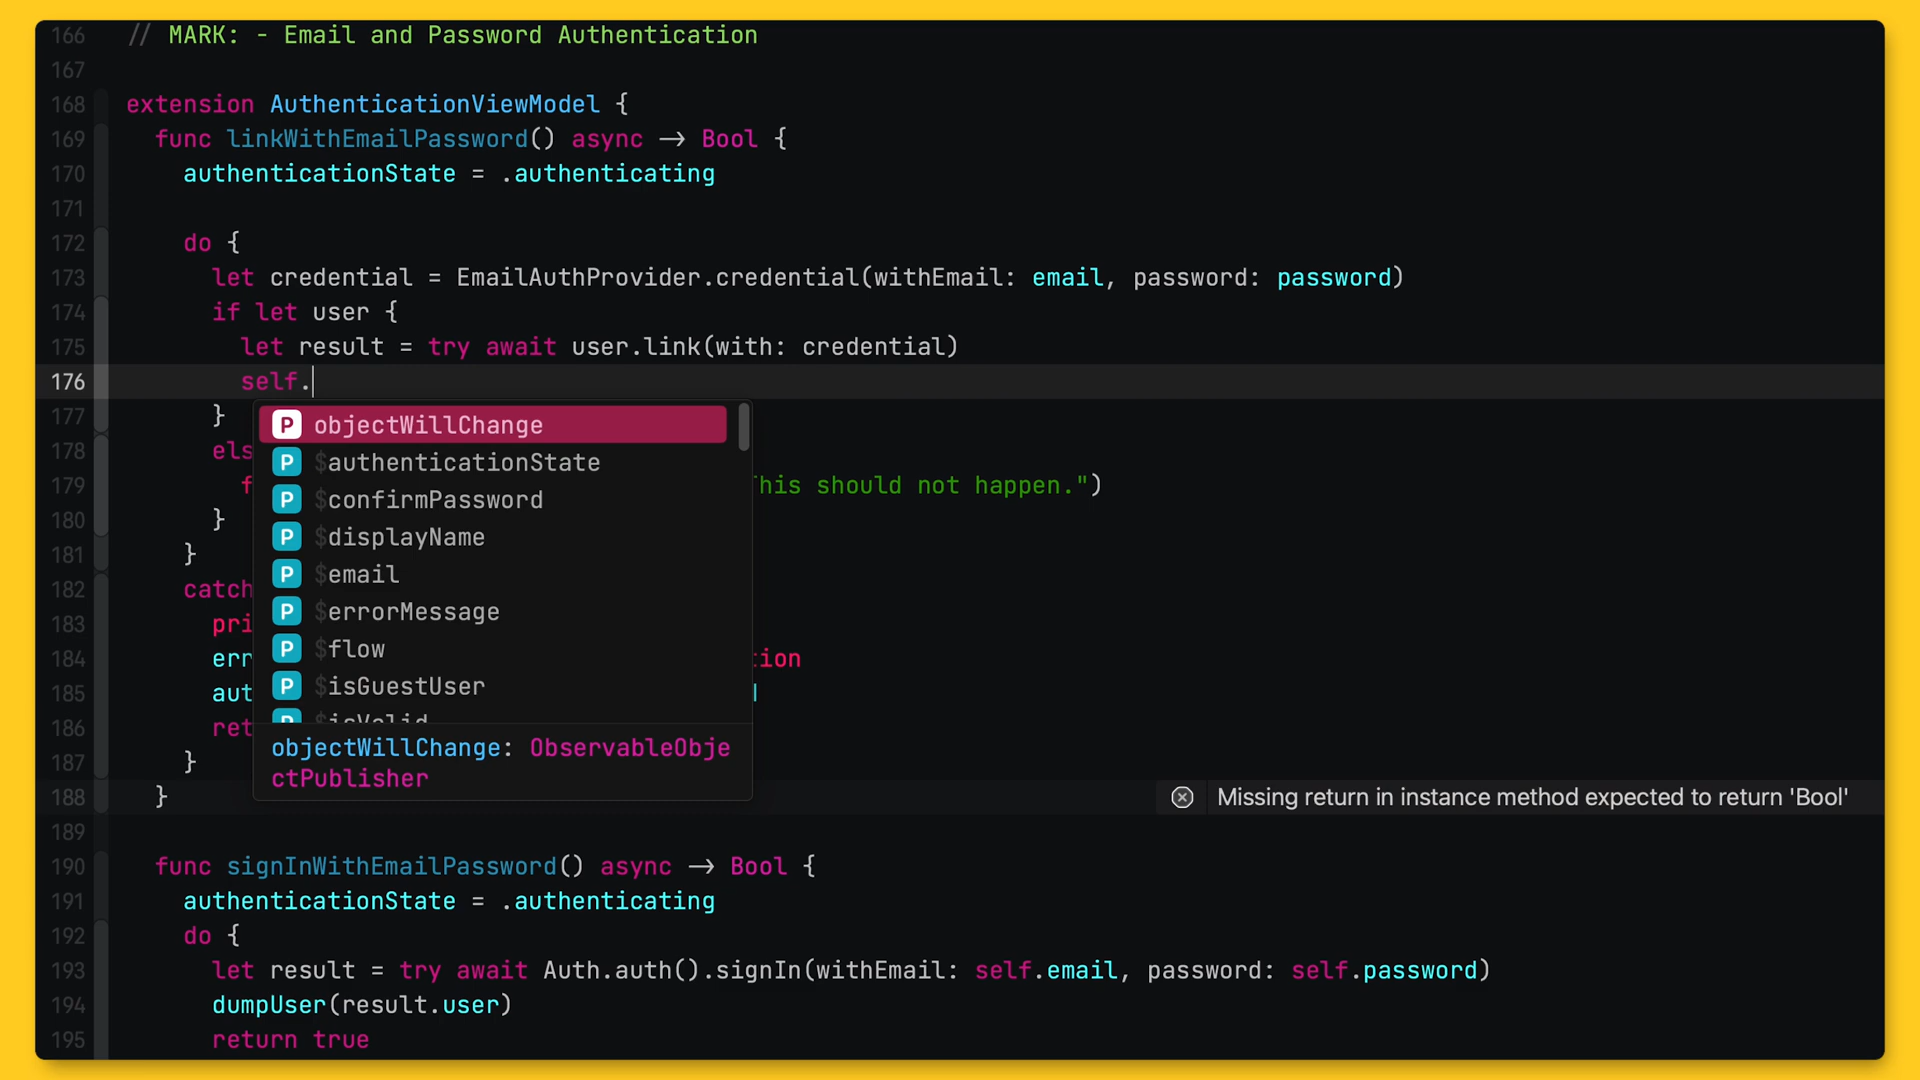 166 // MARK: - Email and Password Authentication
167
168 extension AuthenticationViewModel {
169 func linkWithEmailPassword() async -> Bool {
170 authenticationState = .authenticating
171
172 do {
173 let credential = EmailAuthProvider.credential(withEmail: email, password: password)
174 if let user {
175 let result = try await user.link(with: credential)
176 self.
177 }
P objectWillChange
P $authenticationState
P $confirmPassword
P $displayName
P $email
P $errorMessage
P $flow
P $isGuestUser
P $isValid
objectWillChange: ObservableObje
ctPublisher
178 els
179 f his should not happen.")
180 }
181 }
182 catch
183 pri
184 err tion
185 aut
186 ret
187 }
188 } Missing return in instance method expected to return 'Bool'
189
190 func signInWithEmailPassword() async -> Bool {
191 authenticationState = .authenticating
192 do {
193 let result = try await Auth.auth().signIn(withEmail: self.email, password: self.password)
194 dumpUser(result.user)
195 return true